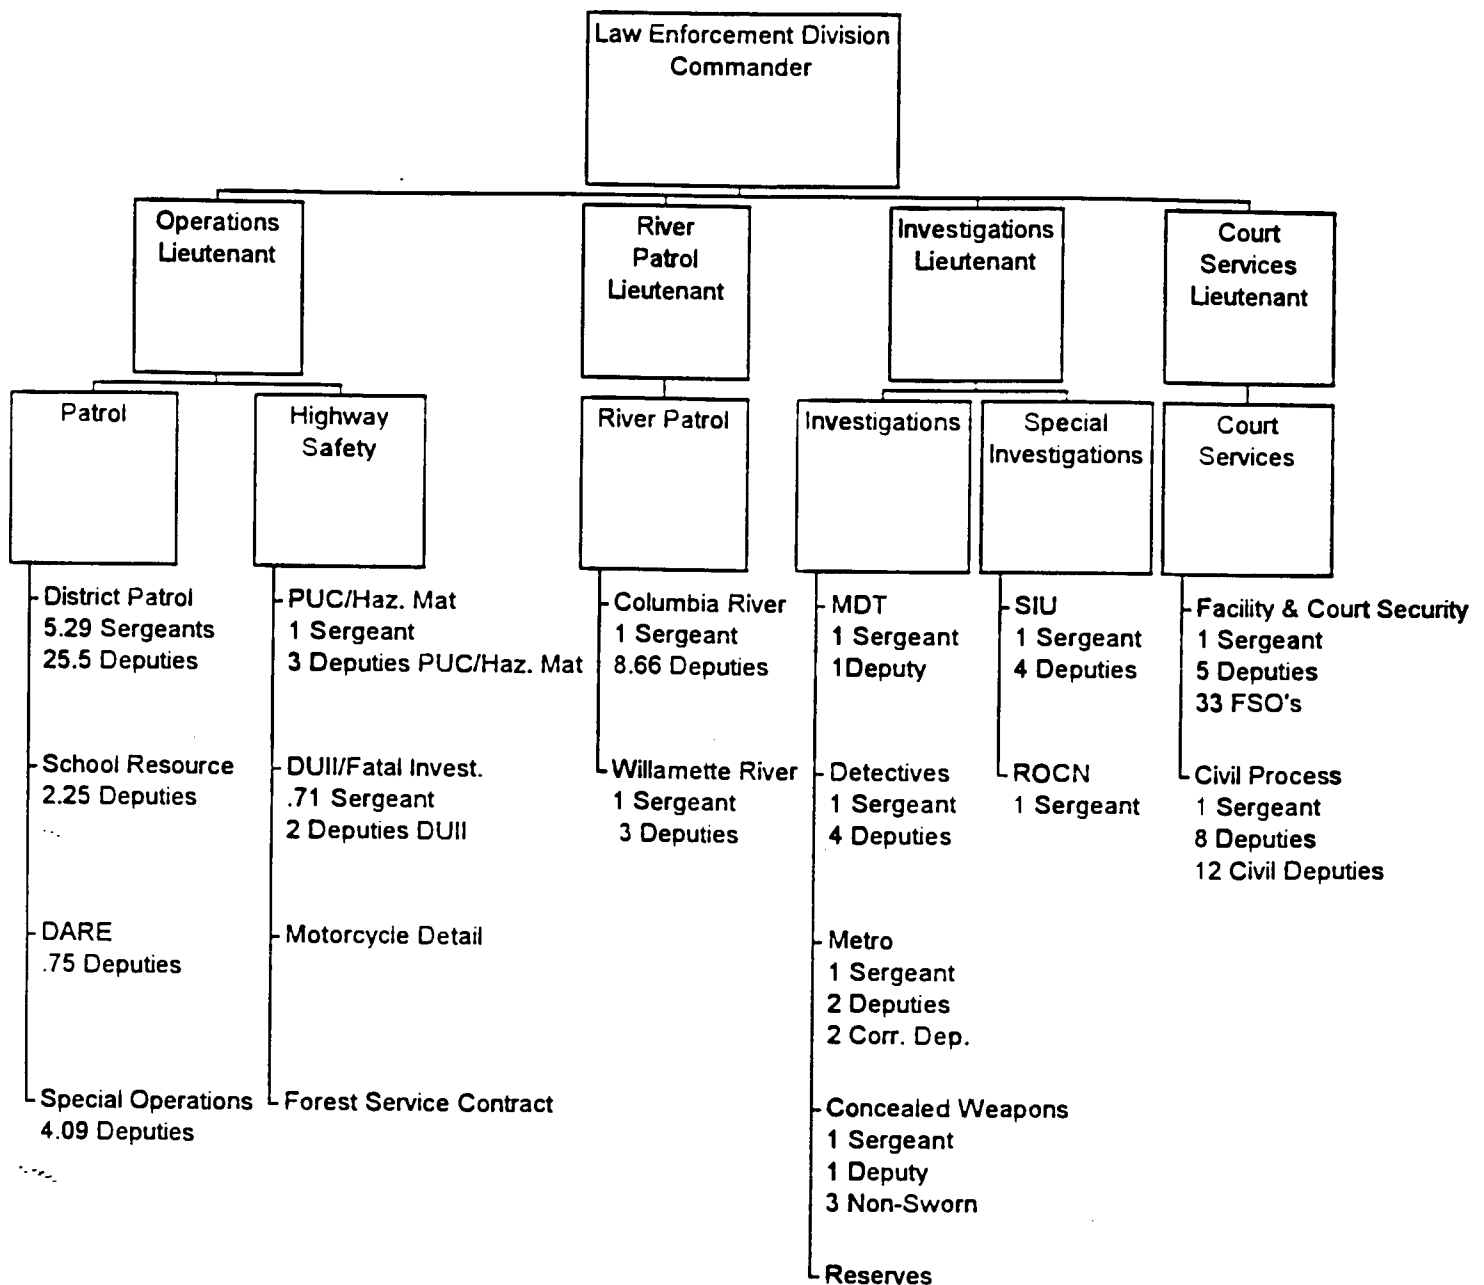 Law Enforcement Division
Commander
Operations
Lieutenant
River
Patrol
Lieutenant
Investigations
Lieutenant
Court
Services
Lieutenant
Patrol
Highway
Safety
River Patrol
Investigations
Special
Investigations
Court
Services
District Patrol
5.29 Sergeants
25.5 Deputies
School Resource
2.25 Deputies
DARE
.75 Deputies
Special Operations
4.09 Deputies
PUC/Haz. Mat
1 Sergeant
3 Deputies PUC/Haz. Mat
DUII/Fatal Invest.
.71 Sergeant
2 Deputies DUII
Motorcycle Detail
Forest Service Contract
Columbia River
1 Sergeant
8.66 Deputies
Willamette River
1 Sergeant
3 Deputies
MDT
1 Sergeant
1Deputy
Detectives
1 Sergeant
4 Deputies
Metro
1 Sergeant
2 Deputies
2 Corr. Dep.
Concealed Weapons
1 Sergeant
1 Deputy
3 Non-Sworn
Reserves
SIU
1 Sergeant
4 Deputies
ROCN
1 Sergeant
Facility & Court Security
1 Sergeant
5 Deputies
33 FSO's
Civil Process
1 Sergeant
8 Deputies
12 Civil Deputies